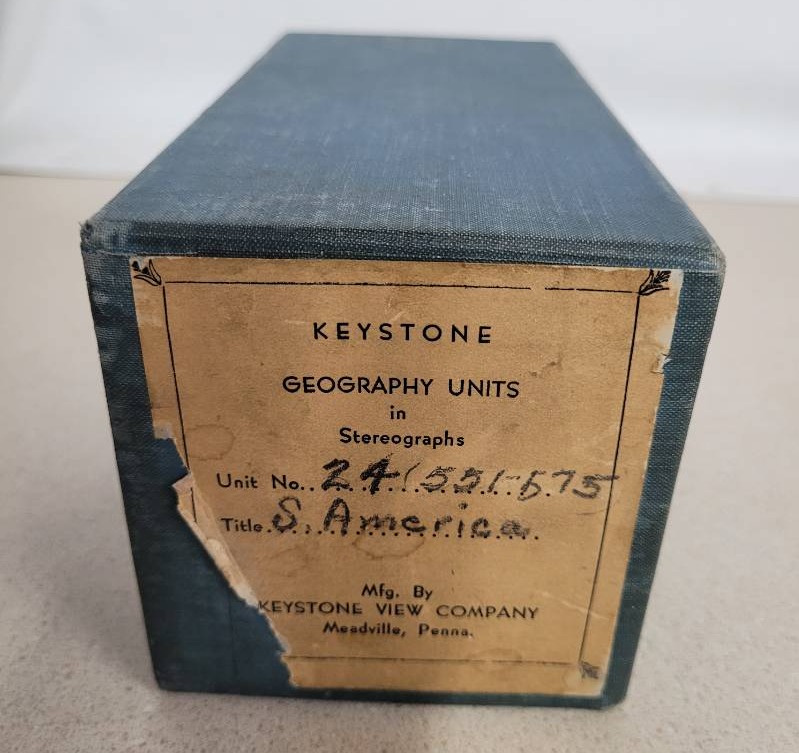 KEYSTONE
GEOGRAPHY UNITS
in
Stereographs
Unit No. 24(551-575
Title S. America
Mfg. By
KEYSTONE VIEW COMPANY
Meadville, Penna.